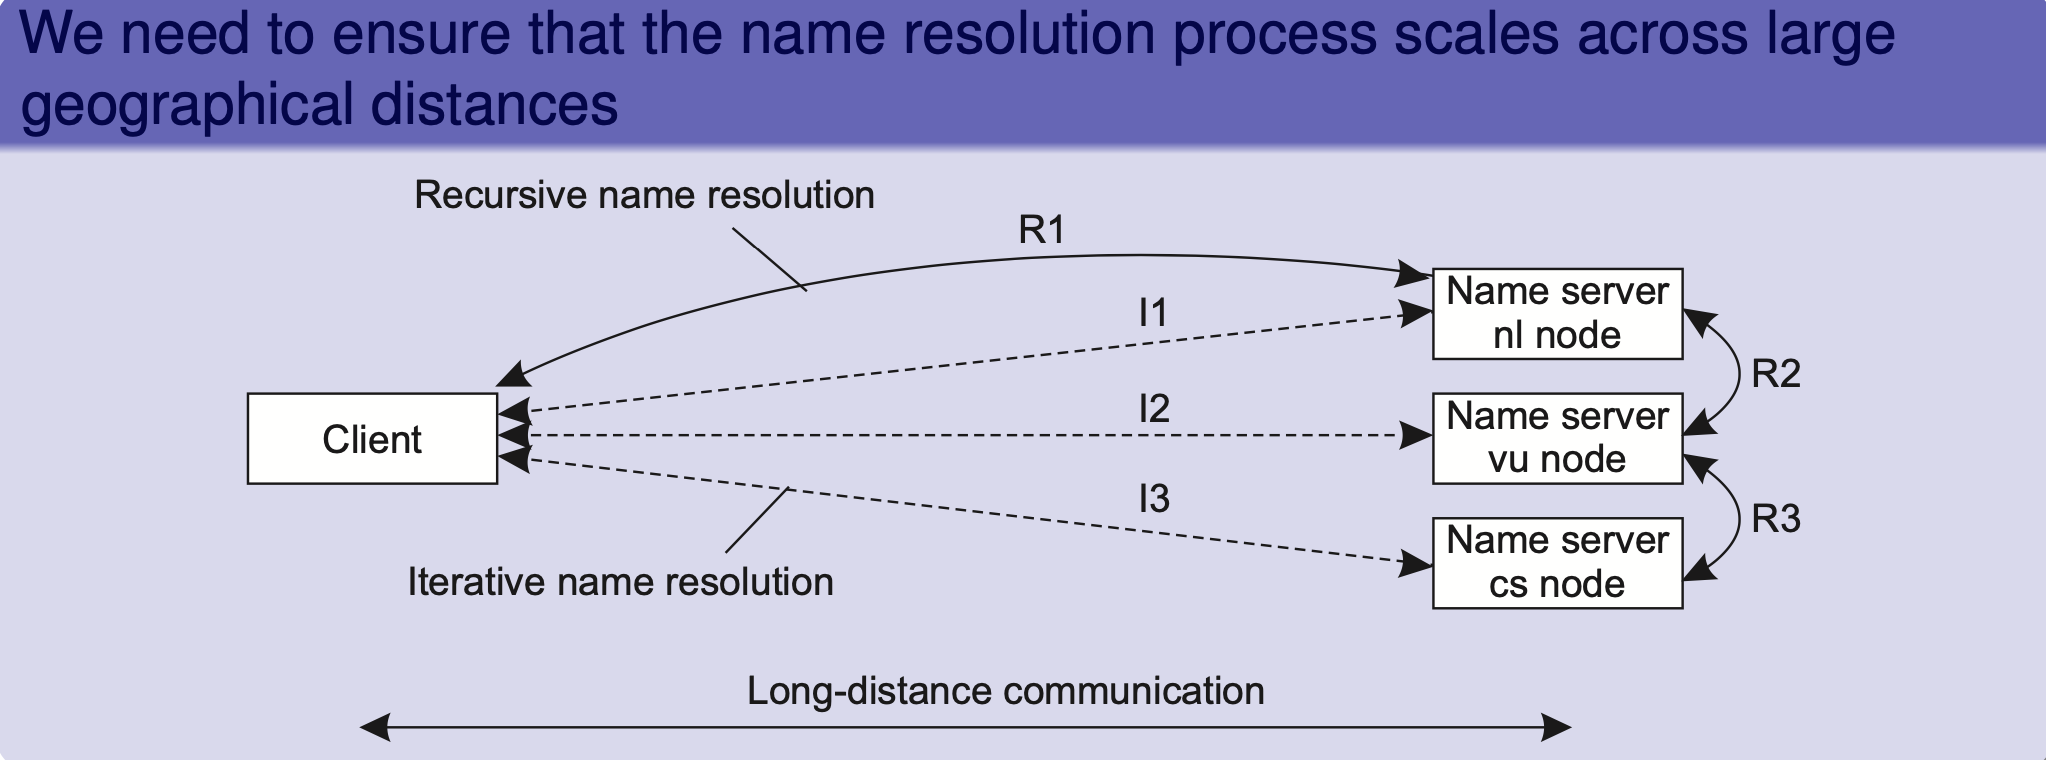 We need to ensure that the name resolution process scales across large
geographical distances
Recursive name resolution
R1
I1
Name server
nl node
R2
I2
Client
Name server
vu node
I3
R3
Name server
cs node
Iterative name resolution
Long-distance communication